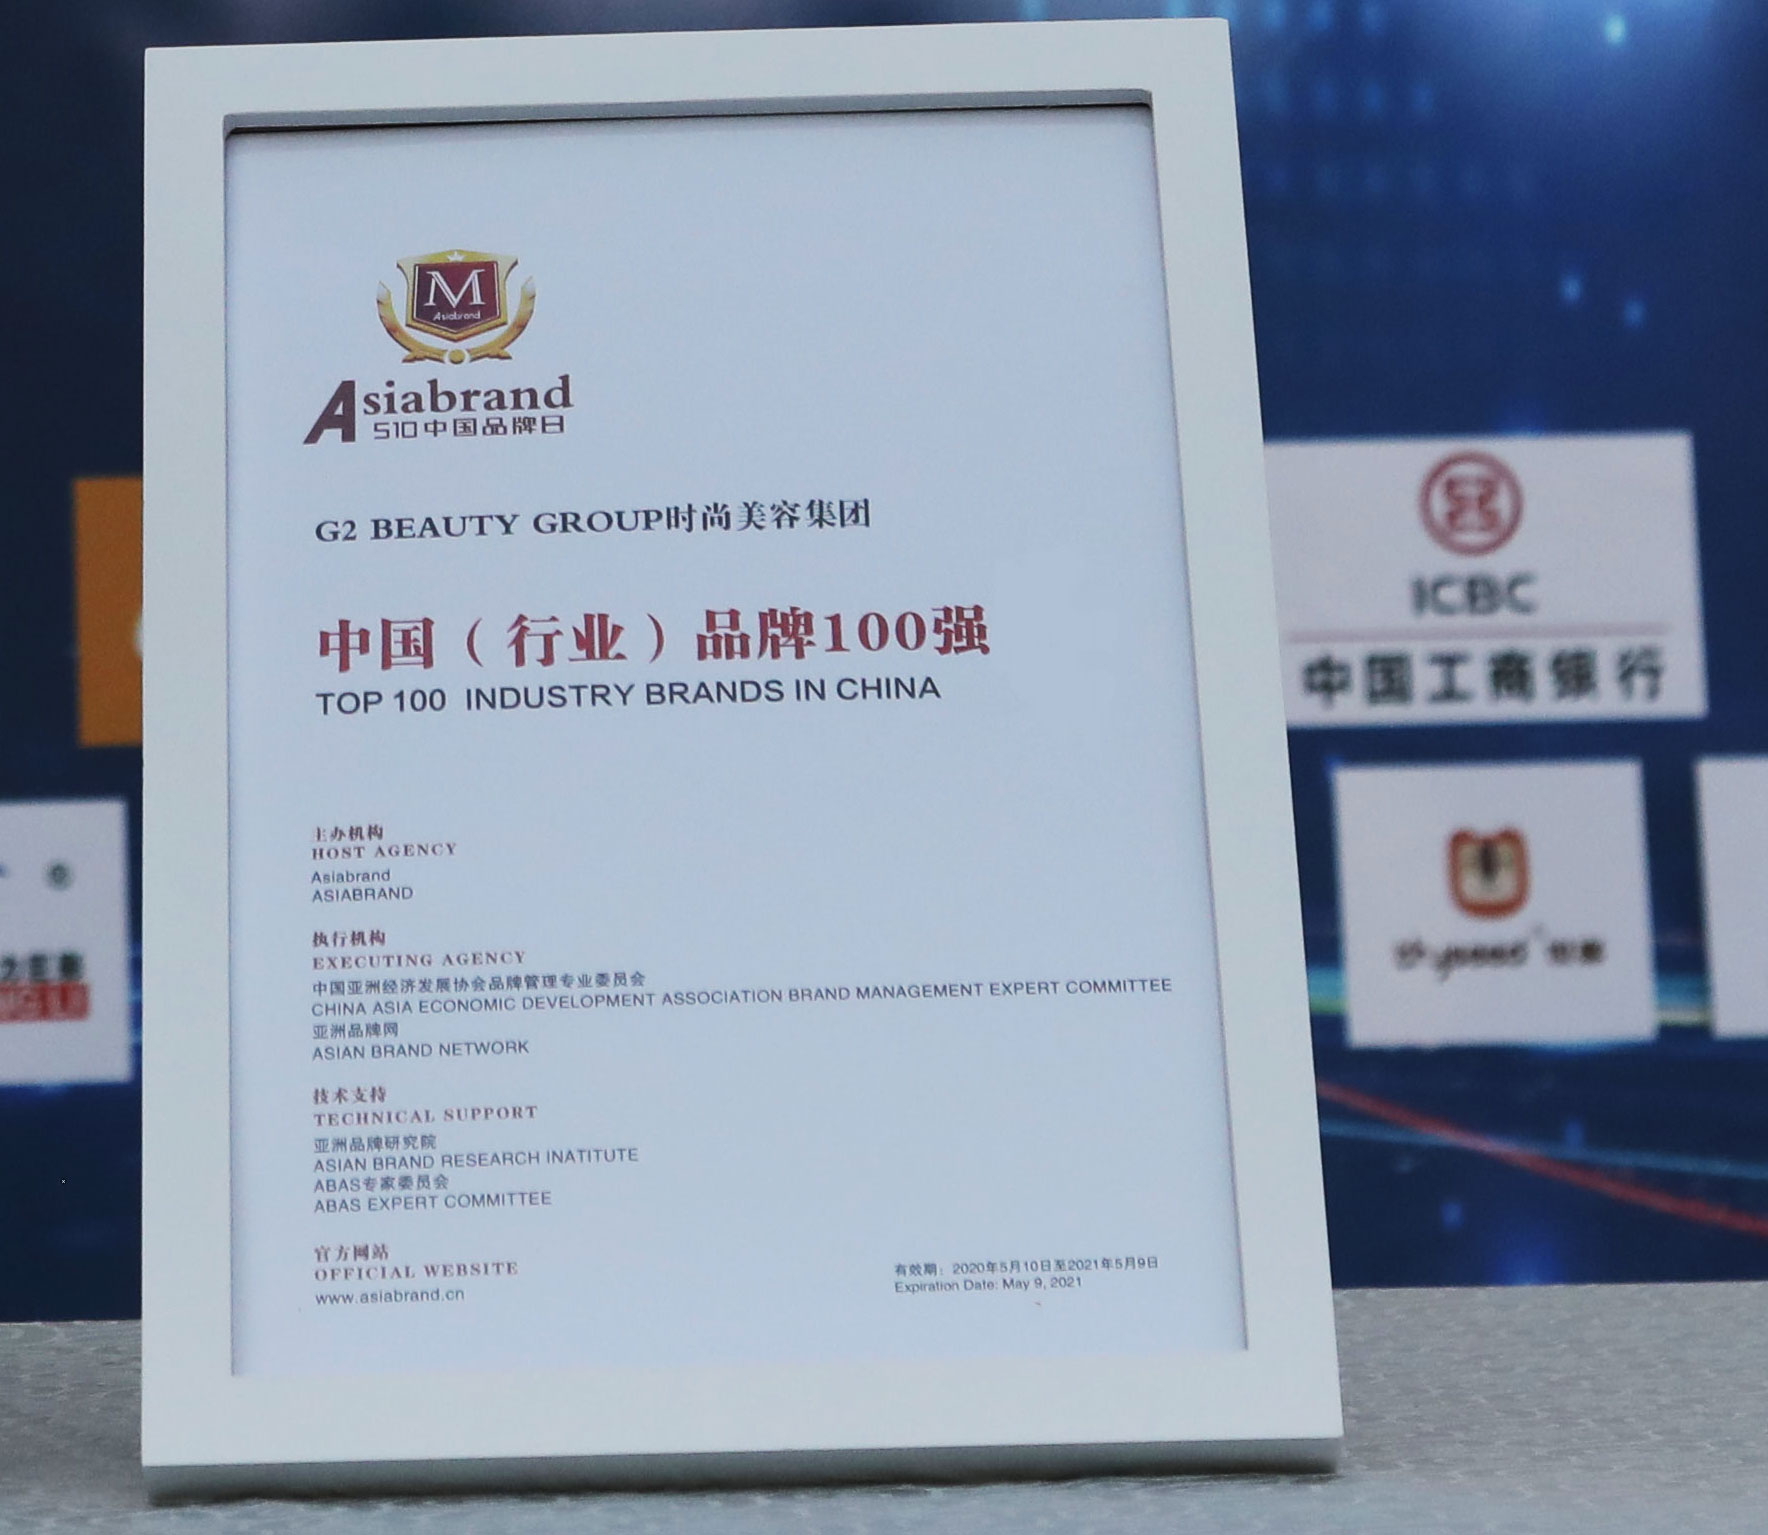 M
Asiabrand
Asiabrand
510中国品牌日
G2 BEAUTY GROUP时尚美容集团
中国（行业）品牌100强
TOP 100 INDUSTRY BRANDS IN CHINA
主办机构
HOST AGENCY
Asiabrand
ASIABRAND
执行机构
EXECUTING AGENCY
中国亚洲经济发展协会品牌管理专业委员会
CHINA ASIA ECONOMIC DEVELOPMENT ASSOCIATION BRAND MANAGEMENT EXPERT COMMITTEE
亚洲品牌网
ASIAN BRAND NETWORK
技术支持
TECHNICAL SUPPORT
亚洲品牌研究院
ASIAN BRAND RESEARCH INATITUTE
ABAS专家委员会
ABAS EXPERT COMMITTEE
官方网站
OFFICIAL WEBSITE
www.asiabrand.cn
有效期：2020年5月10日至2021年5月9日
Expiration Date: May 9, 2021
ICBC
中国工商银行